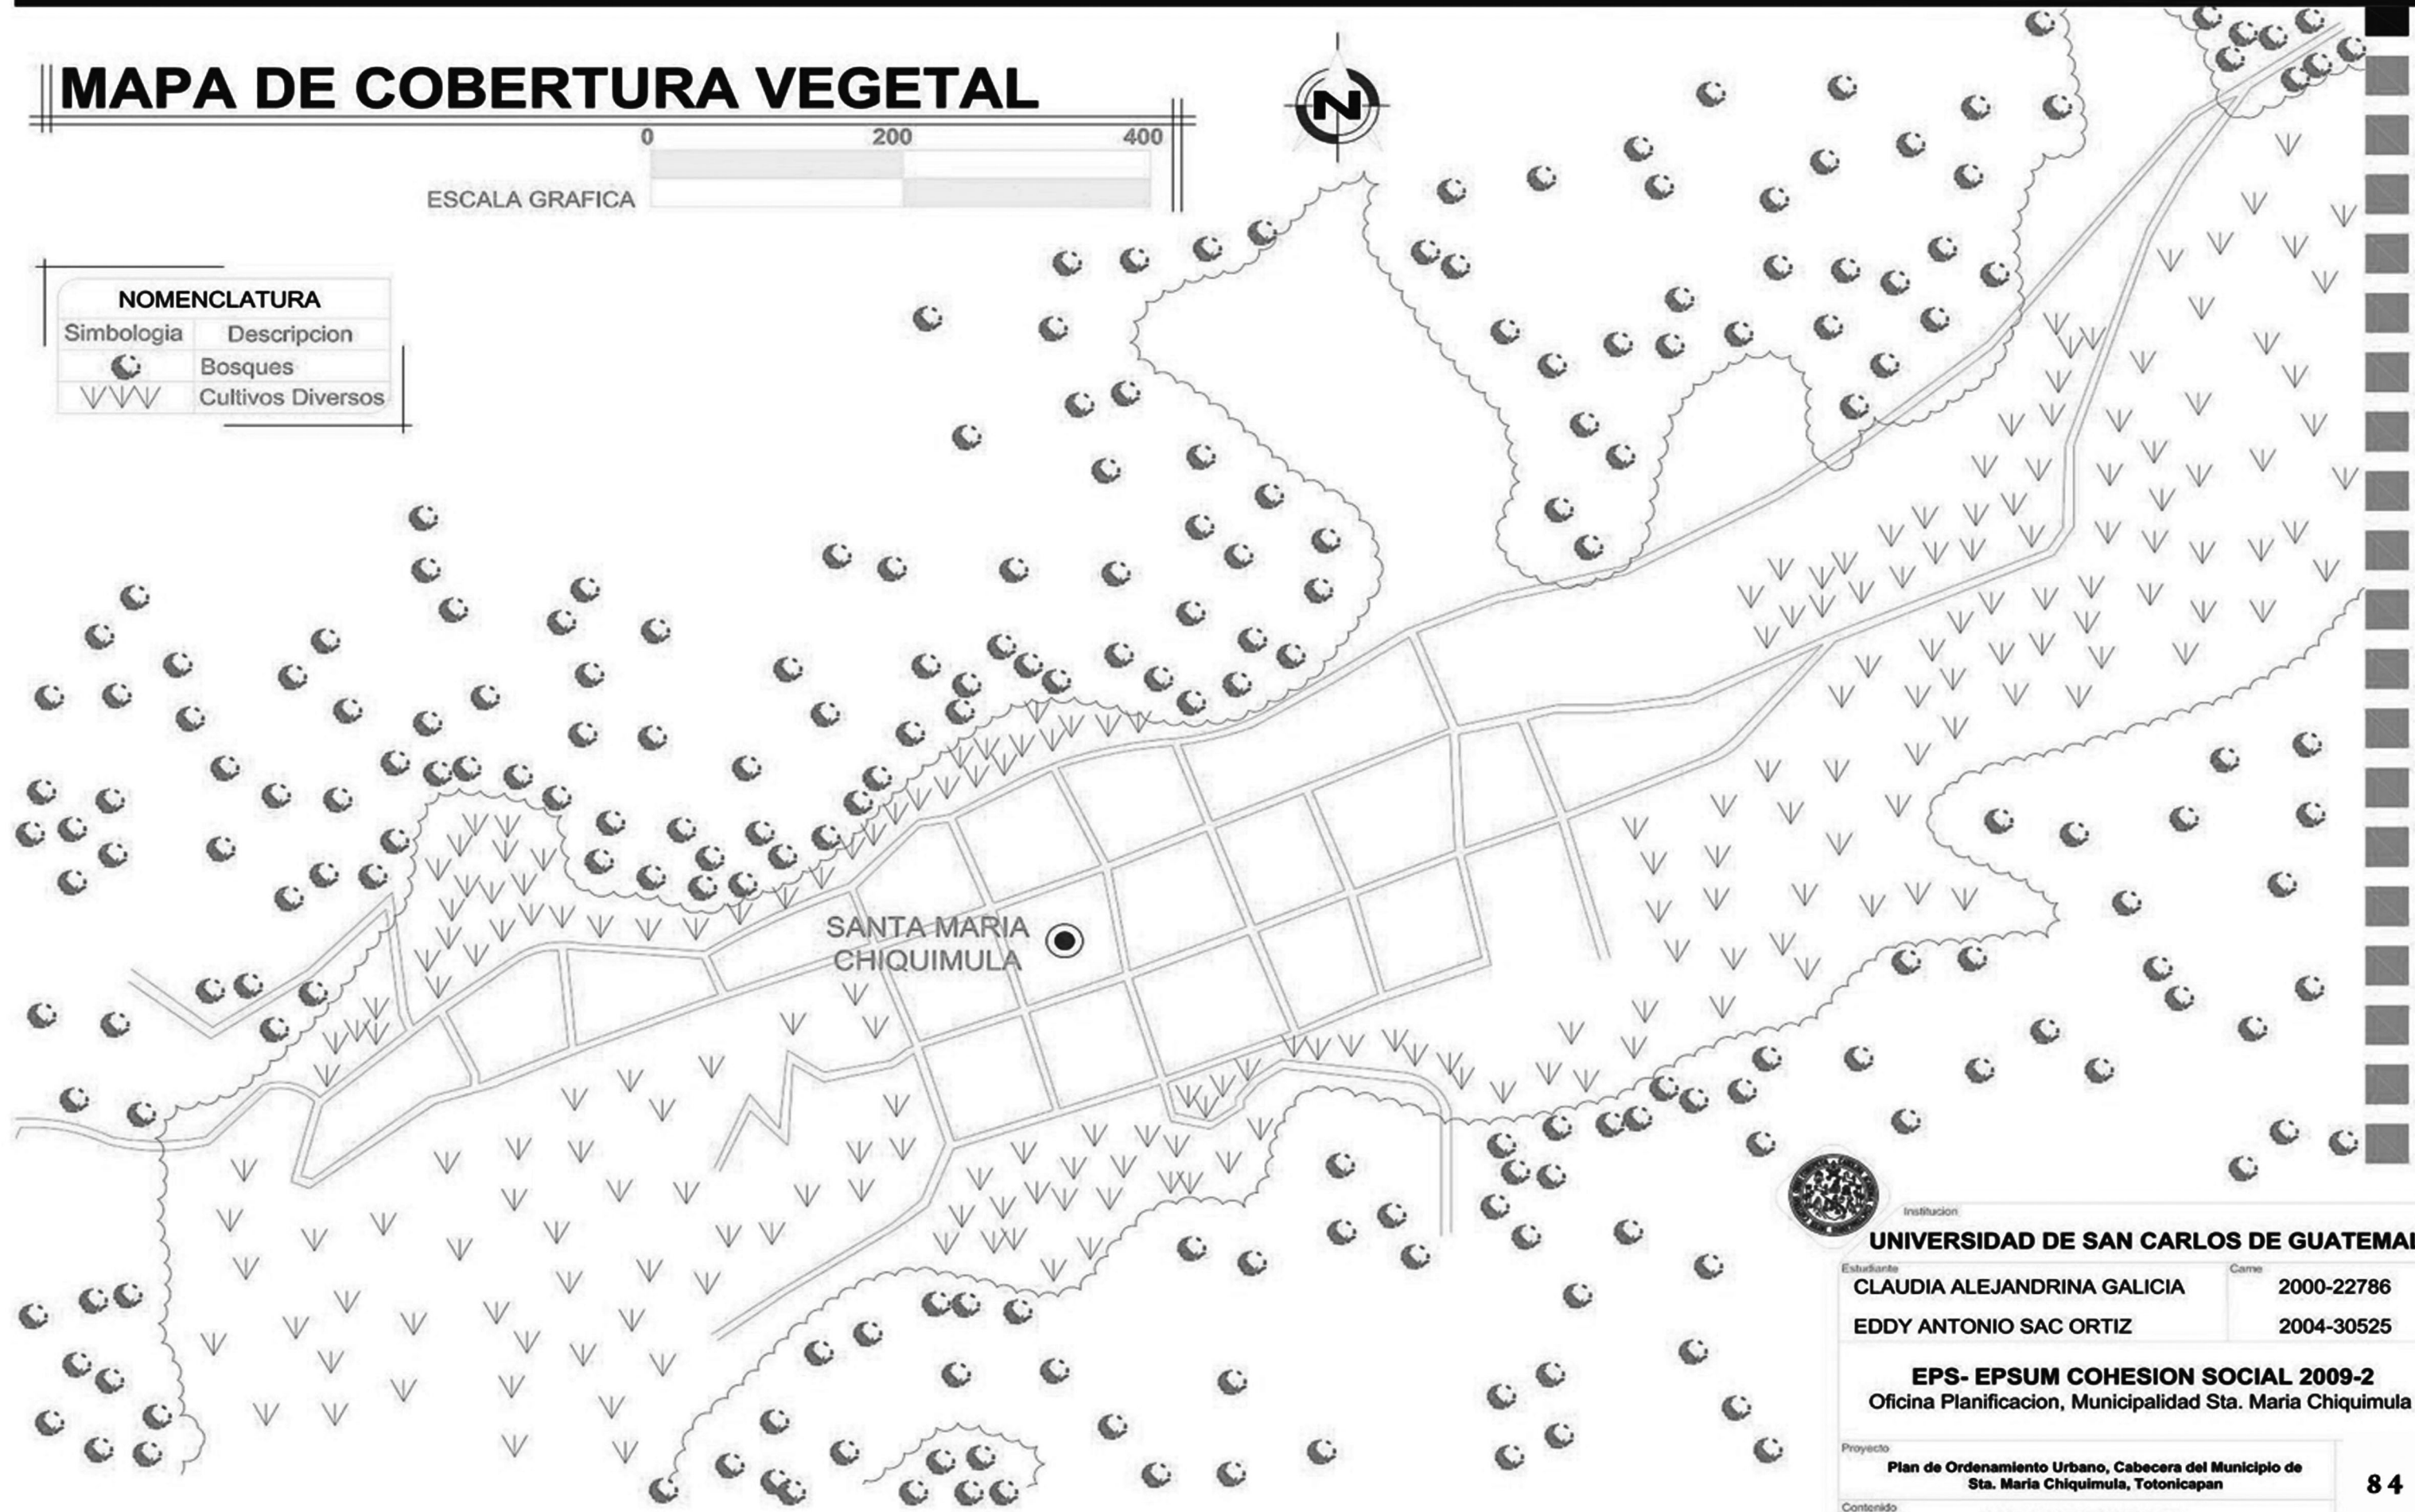 MAPA DE COBERTURA VEGETAL
0 200 400
ESCALA GRAFICA
N
NOMENCLATURA
Simbologia Descripcion
Bosques
Cultivos Diversos
SANTA MARIA
CHIQUIMULA
Institucion
UNIVERSIDAD DE SAN CARLOS DE GUATEMAL
Estudiante Carne
CLAUDIA ALEJANDRINA GALICIA 2000-22786
EDDY ANTONIO SAC ORTIZ 2004-30525
EPS- EPSUM COHESION SOCIAL 2009-2
Oficina Planificacion, Municipalidad Sta. Maria Chiquimula
Proyecto
Plan de Ordenamiento Urbano, Cabecera del Municipio de
Sta. Maria Chiquimula, Totonicapan
84
Contenido